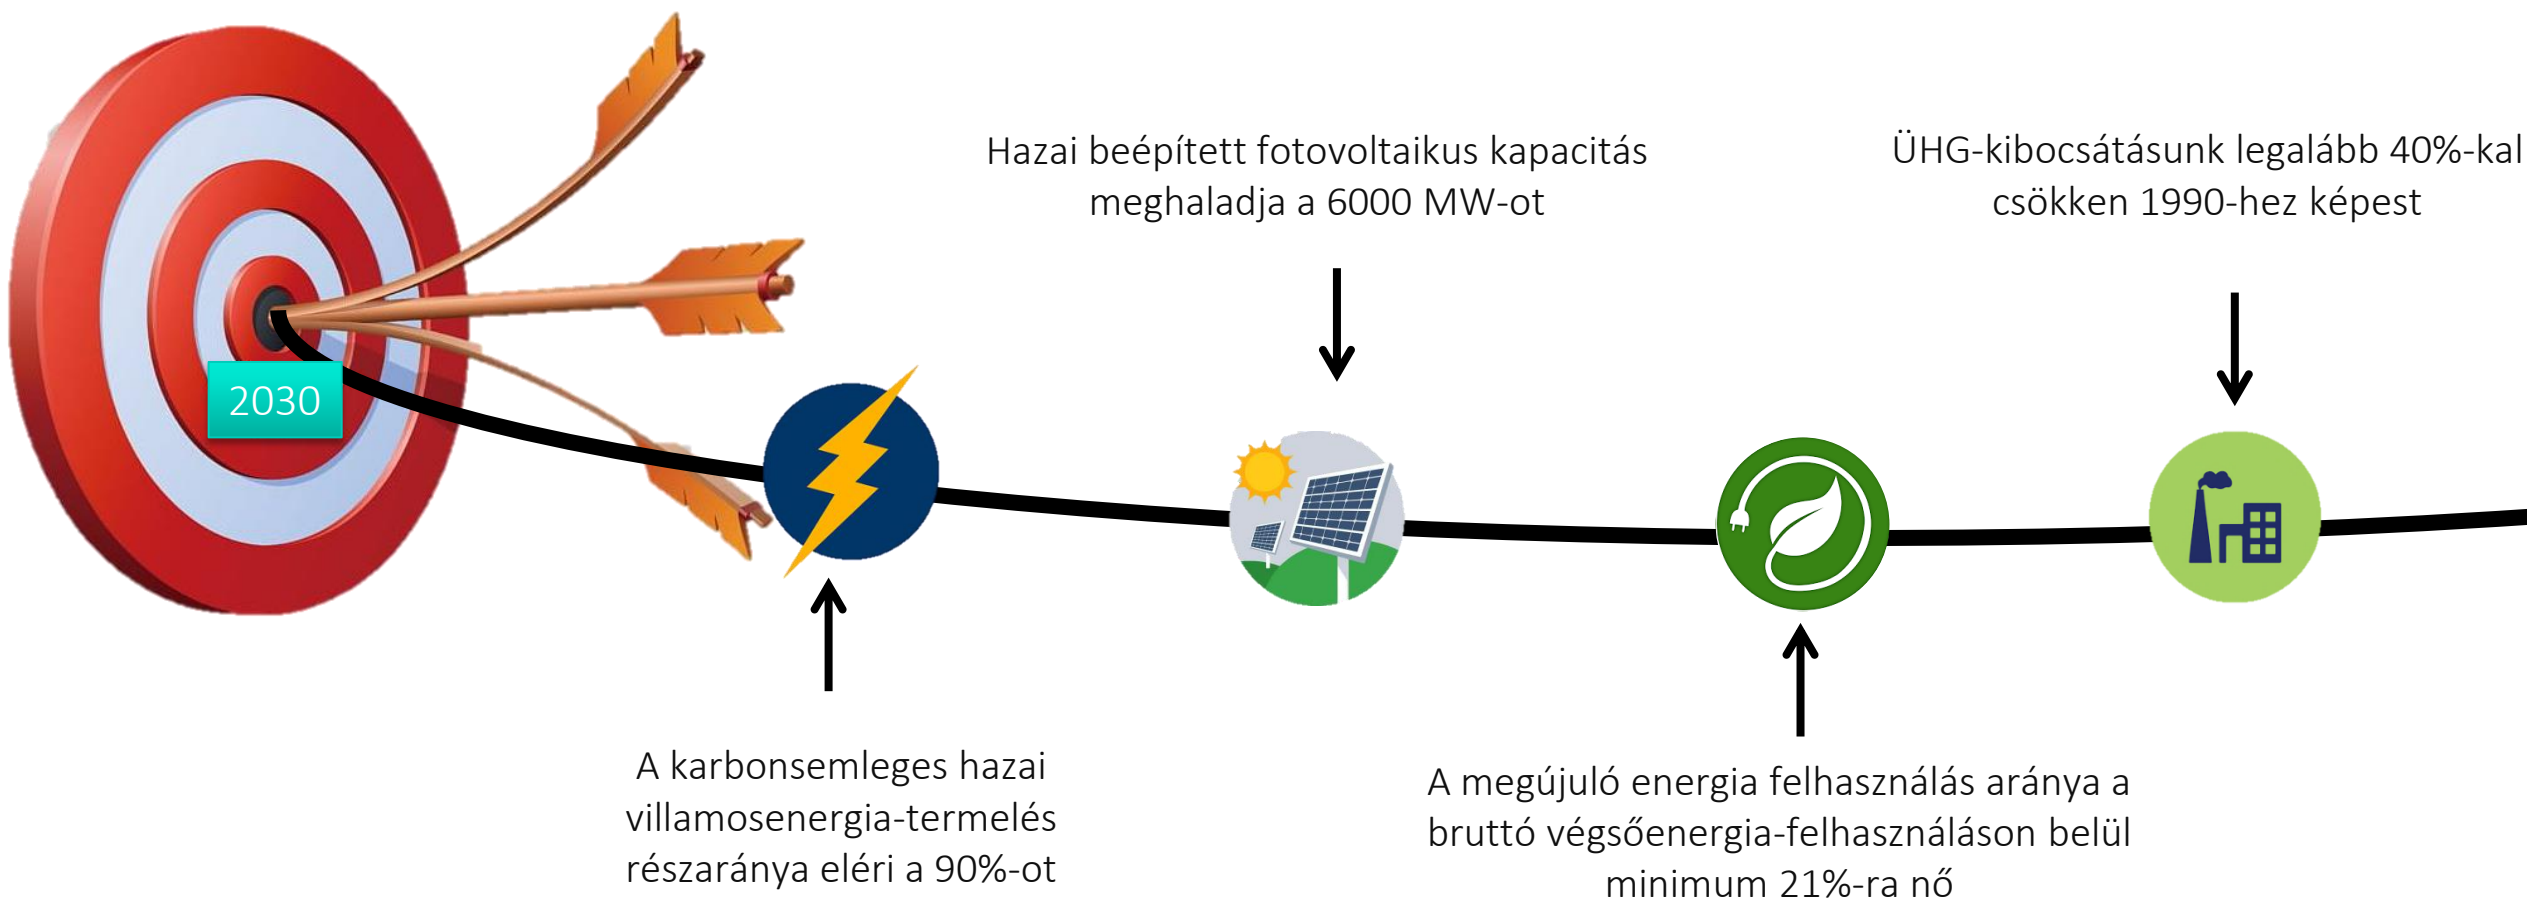 2030
A karbonsemleges hazai
villamosenergia-termelés
részaránya eléri a 90%-ot
Hazai beépített fotovoltaikus kapacitás
meghaladja a 6000 MW-ot
A megújuló energia felhasználás aránya a
bruttó végsőenergia-felhasználáson belül
minimum 21%-ra nő
ÜHG-kibocsátásunk legalább 40%-kal
csökken 1990-hez képest